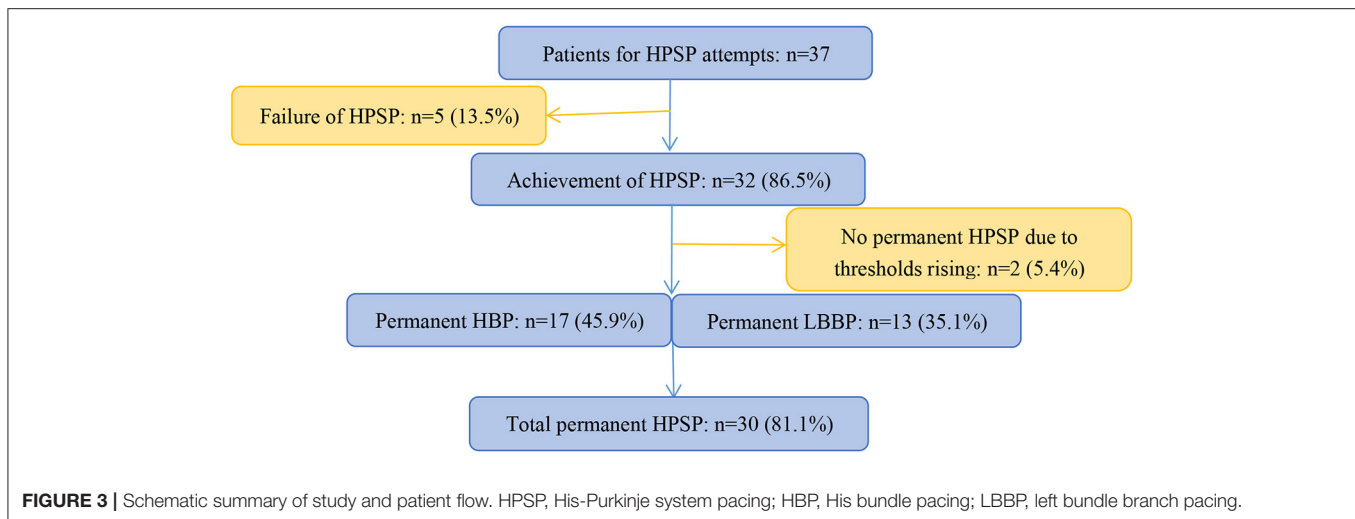 Patients for HPSP attempts: n=37
Failure of HPSP: n=5 (13.5%)
Achievement of HPSP: n=32 (86.5%)
No permanent HPSP due to
thresholds rising: n=2 (5.4%)
Permanent HBP: n=17 (45.9%)
Permanent LBBP: n=13 (35.1%)
Total permanent HPSP: n=30 (81.1%)
FIGURE 3 | Schematic summary of study and patient flow. HPSP, His-Purkinje system pacing; HBP, His bundle pacing; LBBP, left bundle branch pacing.